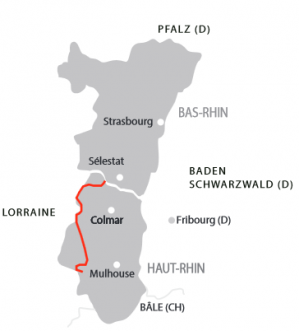 PFALZ (D)
BAS-RHIN
Strasbourg
Sélestat
BADEN
SCHWARZWALD (D)
LORRAINE
Colmar
Fribourg (D)
HAUT-RHIN
Mulhouse
BÂLE (CH)